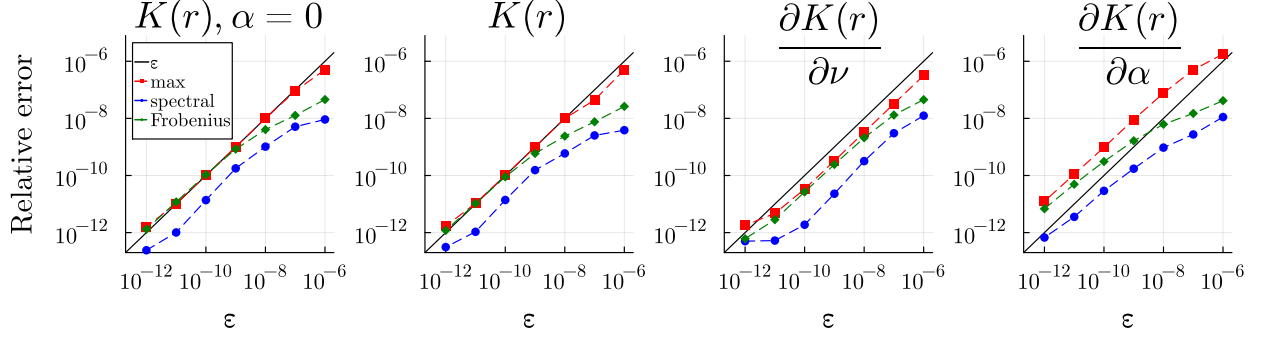 K(r), α = 0
K(r)
∂K(r)
∂ν
∂K(r)
∂α
Relative error
ε
max
spectral
Frobenius
10⁻⁶
10⁻⁸
10⁻¹⁰
10⁻¹²
10⁻¹² 10⁻¹⁰ 10⁻⁸ 10⁻⁶
ε
10⁻⁶
10⁻⁸
10⁻¹⁰
10⁻¹²
10⁻¹² 10⁻¹⁰ 10⁻⁸ 10⁻⁶
ε
10⁻⁶
10⁻⁸
10⁻¹⁰
10⁻¹²
10⁻¹² 10⁻¹⁰ 10⁻⁸ 10⁻⁶
ε
10⁻⁶
10⁻⁸
10⁻¹⁰
10⁻¹²
10⁻¹² 10⁻¹⁰ 10⁻⁸ 10⁻⁶
ε